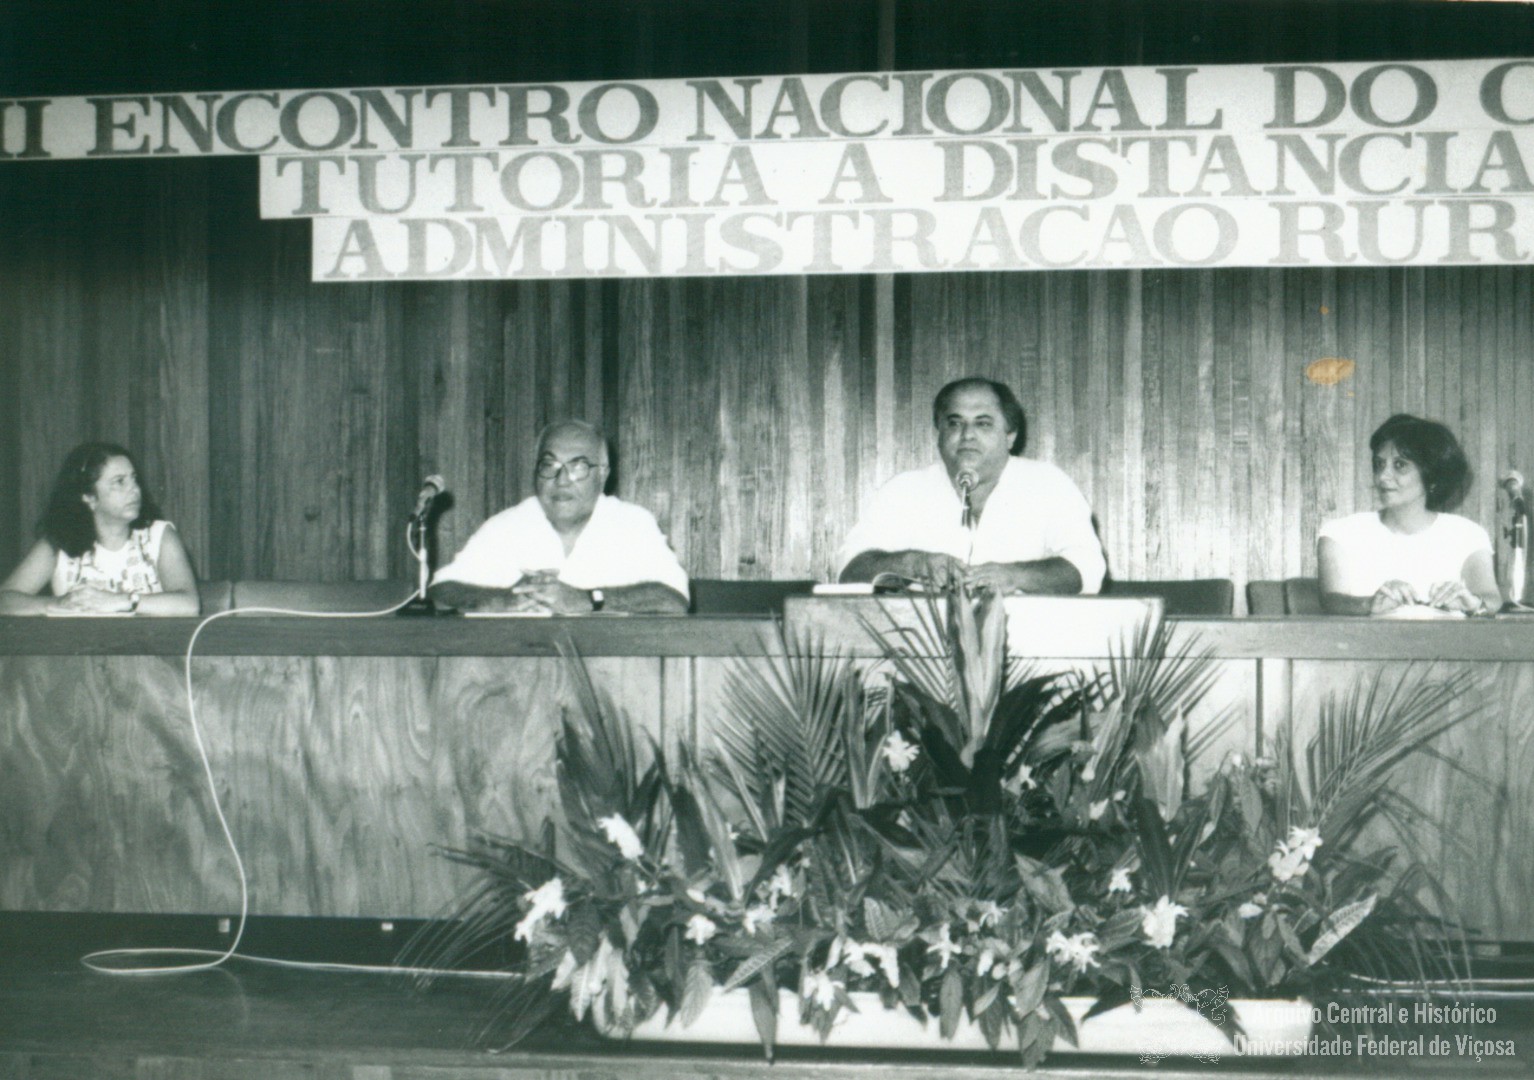 II ENCONTRO NACIONAL DO
TUTORIA A DISTANCIA
ADMINISTRACAO RUR
Arquivo Central e Histórico
Universidade Federal de Viçosa